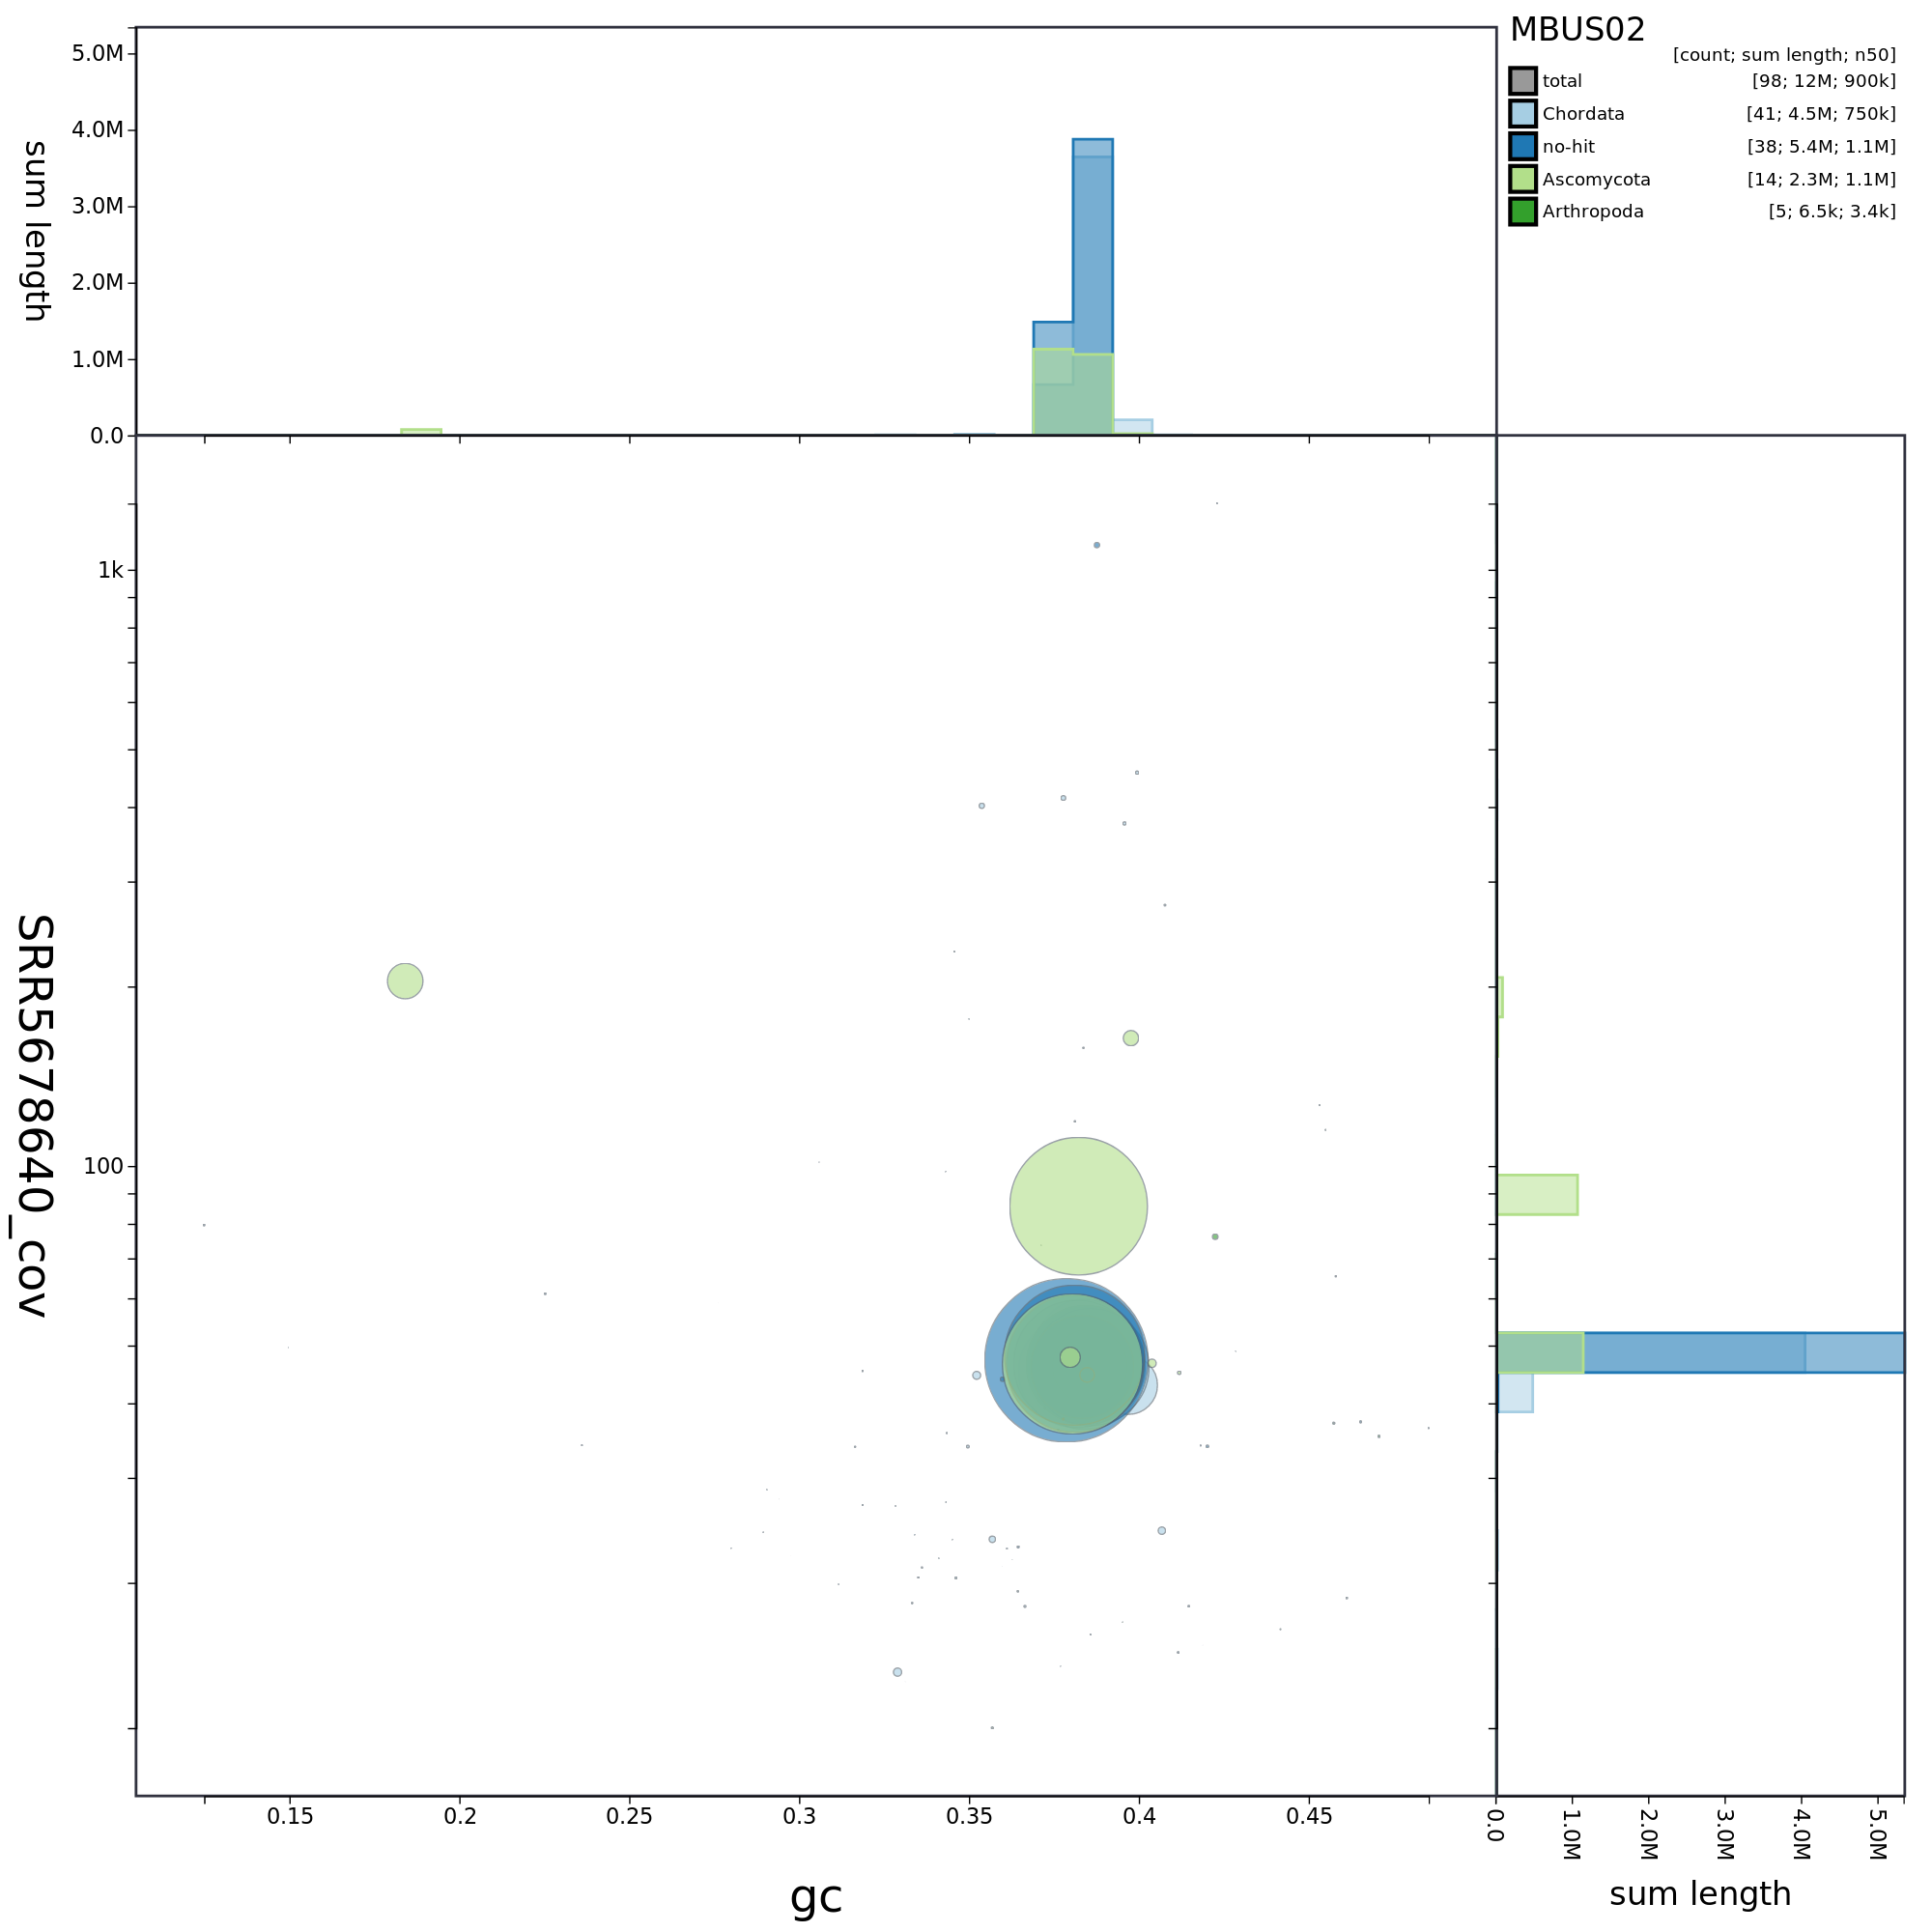 MBUS02
[count; sum length; n50]
total [98; 12M; 900k]
Chordata [41; 4.5M; 750k]
no-hit [38; 5.4M; 1.1M]
Ascomycota [14; 2.3M; 1.1M]
Arthropoda [5; 6.5k; 3.4k]
sum length
5.0M
4.0M
3.0M
2.0M
1.0M
0.0
SRR5678640_cov
1k
100
0.15 0.2 0.25 0.3 0.35 0.4 0.45
gc
0.0 1.0M 2.0M 3.0M 4.0M 5.0M
sum length